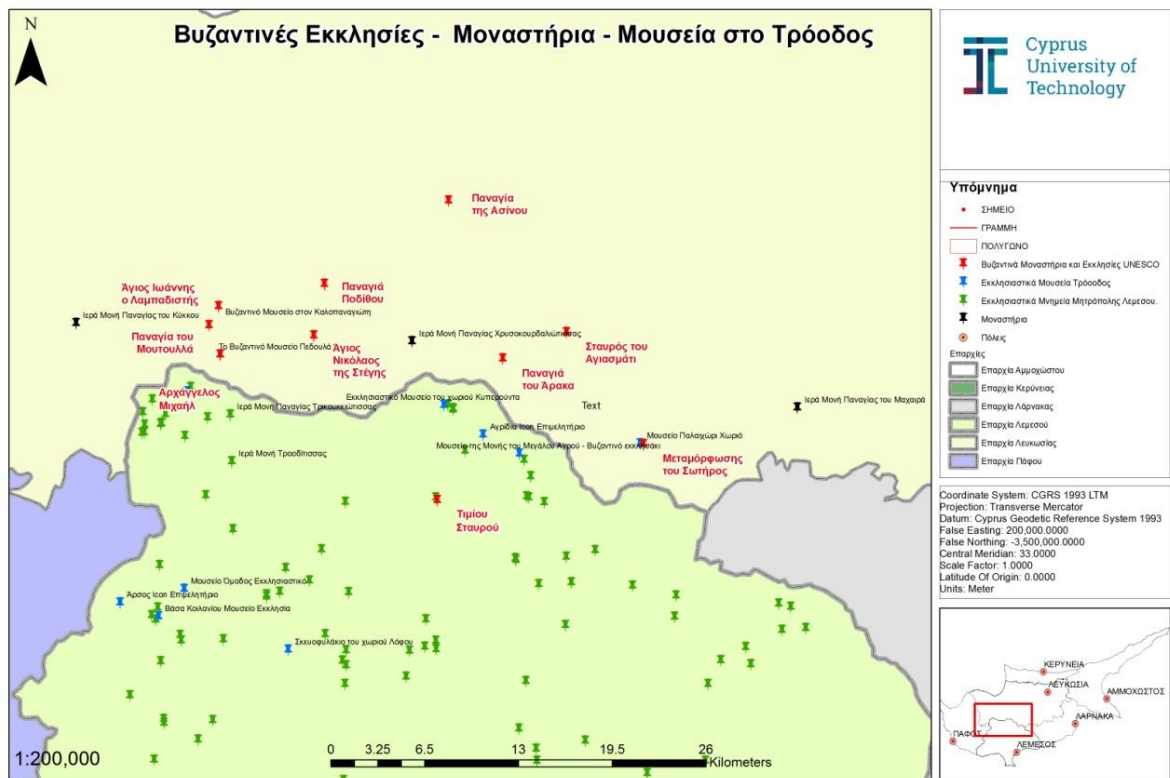 N
Βυζαντινές Εκκλησίες - Μοναστήρια - Μουσεία στο Τρόοδος
Παναγία
της Ασίνου
Παναγιά
Ποδίθου
Άγιος Ιωάννης
ο Λαμπαδιστής
Βυζαντινό Μουσείο στον Καλοπαναγιώτη
Ιερά Μονή Παναγίας του Κύκκου
Παναγία του
Μουτουλλά
Το Βυζαντινό Μουσείο Πεδουλά
Άγιος
Νικόλαος
της Στέγης
Ιερά Μονή Παναγίας Χρυσοκουρδαλιώτισσας
Σταυρός του
Αγιασμάτι
Παναγιά
του Άρακα
Αρχάγγελος
Μιχαήλ
Ιερά Μονή Παναγίας Τρικουκκιώτισσας
Εκκλησιαστικό Μουσείο του χωριού Κυπερούντα
Text
Ιερά Μονή Παναγίας του Μαχαιρά
Αγρίδια Icon Επιμελητήριο
Μουσείο Παλαιχώρι Χωριό
Μουσείο της Μονής του Μεγάλου Αγρού - Βυζαντινό εκκλησάκι
Μεταμόρφωσης
του Σωτήρος
Ιερά Μονή Τροοδίτισσας
Τιμίου
Σταυρού
Μουσείο Όμοδος Εκκλησιαστικό
Άρσος Icon Επιμελητήριο
Βάσα Κοιλανίου Μουσείο Εκκλησία
Σκευοφυλάκιο του χωριού Λόφου
1:200,000
0 3.25 6.5 13 19.5 26
Kilometers
Cyprus
University of
Technology
Υπόμνημα
ΣΗΜΕΙΟ
ΓΡΑΜΜΗ
ΠΟΛΥΓΩΝΟ
Βυζαντινά Μοναστήρια και Εκκλησίες UNESCO
Εκκλησιαστικά Μουσεία Τρόοδος
Εκκλησιαστικά Μνημεία Μητρόπολης Λεμεσου.
Μοναστήρια
Πόλεις
Επαρχίες
Επαρχία Αμμοχώστου
Επαρχία Κερύνειας
Επαρχία Λάρνακας
Επαρχία Λεμεσού
Επαρχία Λευκωσίας
Επαρχία Πάφου
Coordinate System: CGRS 1993 LTM
Projection: Transverse Mercator
Datum: Cyprus Geodetic Reference System 1993
False Easting: 200,000.0000
False Northing: -3,500,000.0000
Central Meridian: 33.0000
Scale Factor: 1.0000
Latitude Of Origin: 0.0000
Units: Meter
ΚΕΡΥΝΕΙΑ
ΛΕΥΚΩΣΙΑ
ΑΜΜΟΧΩΣΤΟΣ
ΛΑΡΝΑΚΑ
ΠΑΦΟΣ
ΛΕΜΕΣΟΣ